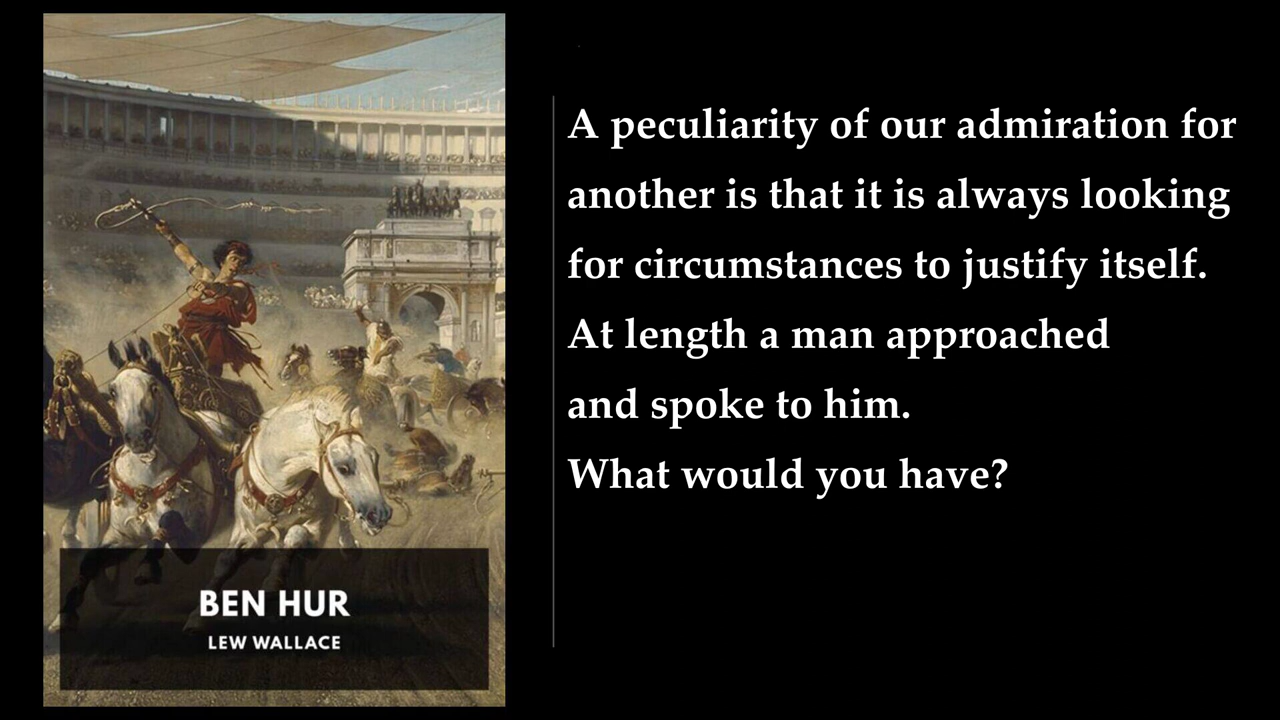 A peculiarity of our admiration for
another is that it is always looking
for circumstances to justify itself.
At length a man approached
and spoke to him.
What would you have?
BEN HUR
LEW WALLACE